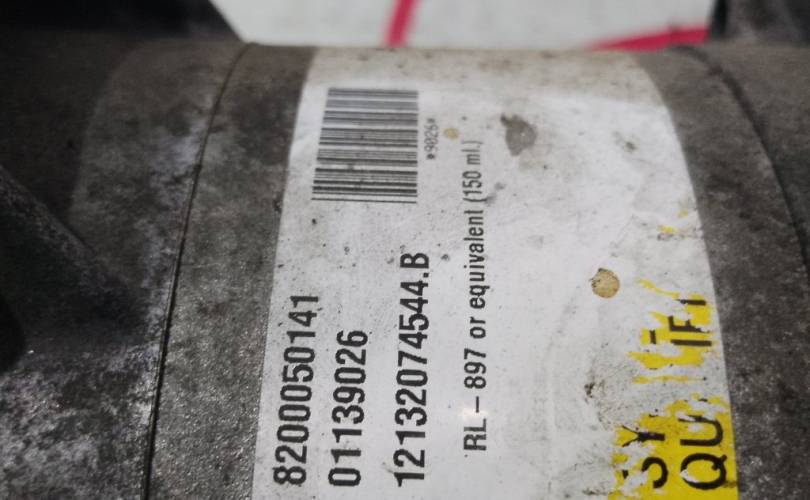 *9026*
8200050141
01139026
12132074544.B
RL-897 or equivalent (150 ml.)